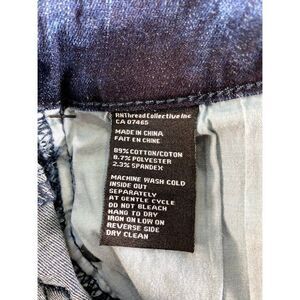 RNThread Collective Inc
CA 07465
MADE IN CHINA
FAIT EN CHINE
89% COTTON/COTON
8.7% POLYESTER
2.3% SPANDEX
MACHINE WASH COLD
INSIDE OUT
SEPARATELY
AT GENTLE CYCLE
DO NOT BLEACH
HANG TO DRY
IRON ON LOW ON
REVERSE SIDE
DRY CLEAN